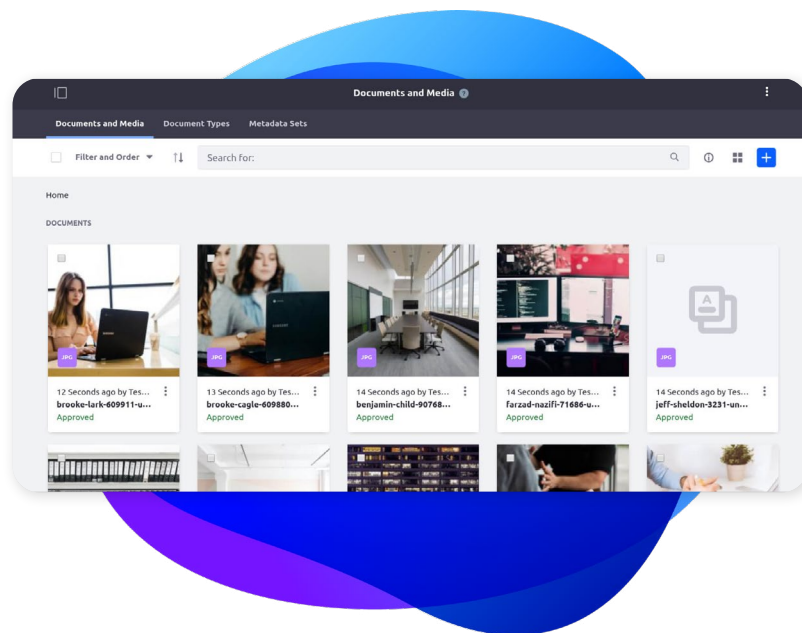 Documents and Media ?
Documents and Media Document Types Metadata Sets
Filter and Order Search for:
Home
DOCUMENTS
JPG JPG JPG JPG JPG
12 Seconds ago by Tes... 13 Seconds ago by Tes... 14 Seconds ago by Tes... 14 Seconds ago by Tes... 14 Seconds ago by Tes...
brooke-lark-609911-u... brooke-cagle-609880... benjamin-child-90768... farzad-nazifi-71686-u... jeff-sheldon-3231-un...
Approved Approved Approved Approved Approved